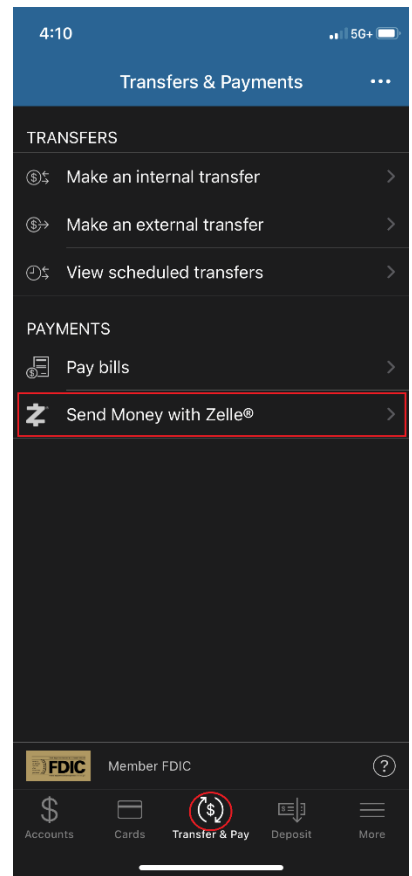 4:10
5G+
Transfers & Payments
TRANSFERS
Make an internal transfer
Make an external transfer
View scheduled transfers
PAYMENTS
Pay bills
Send Money with Zelle®
FDIC Member FDIC
Accounts Cards Transfer & Pay Deposit More